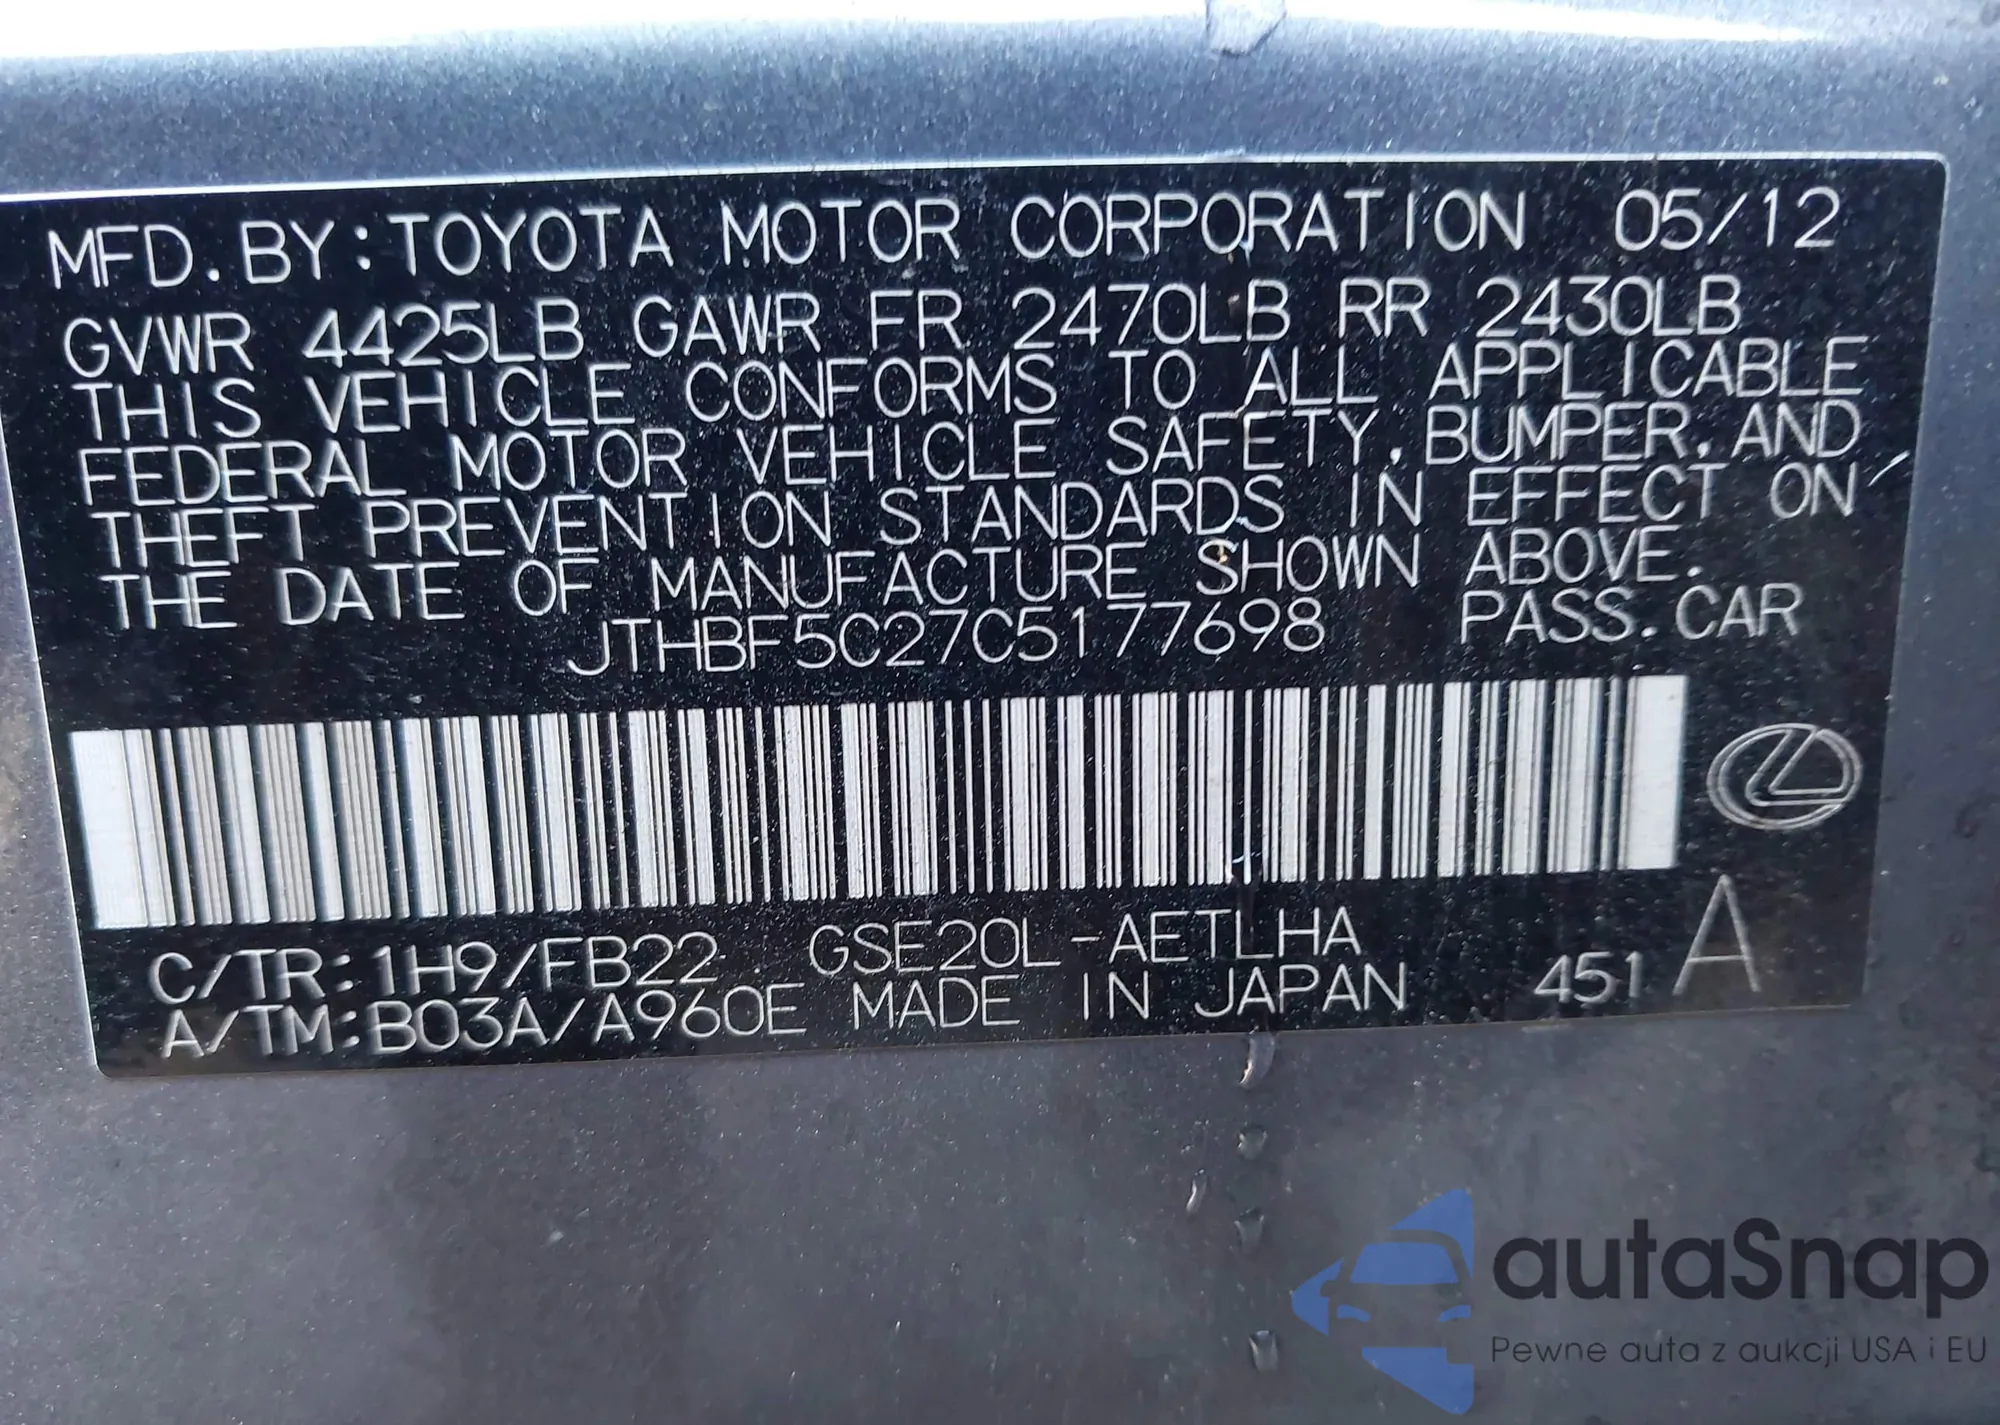 MFD. BY: TOYOTA MOTOR CORPORATION 05/12
GVWR 4425LB GAWR FR 2470LB RR 2430LB
THIS VEHICLE CONFORMS TO ALL APPLICABLE
FEDERAL MOTOR VEHICLE SAFETY, BUMPER, AND
THEFT PREVENTION STANDARDS IN EFFECT ON
THE DATE OF MANUFACTURE SHOWN ABOVE.
JTHBF5C27C5177698 PASS. CAR
C/TR: 1H9/FB22 GSE20L-AETLHA
A/TM: B03A/A960E MADE IN JAPAN 451 A
autaSnap
Pewne auta z aukcji USA i EU